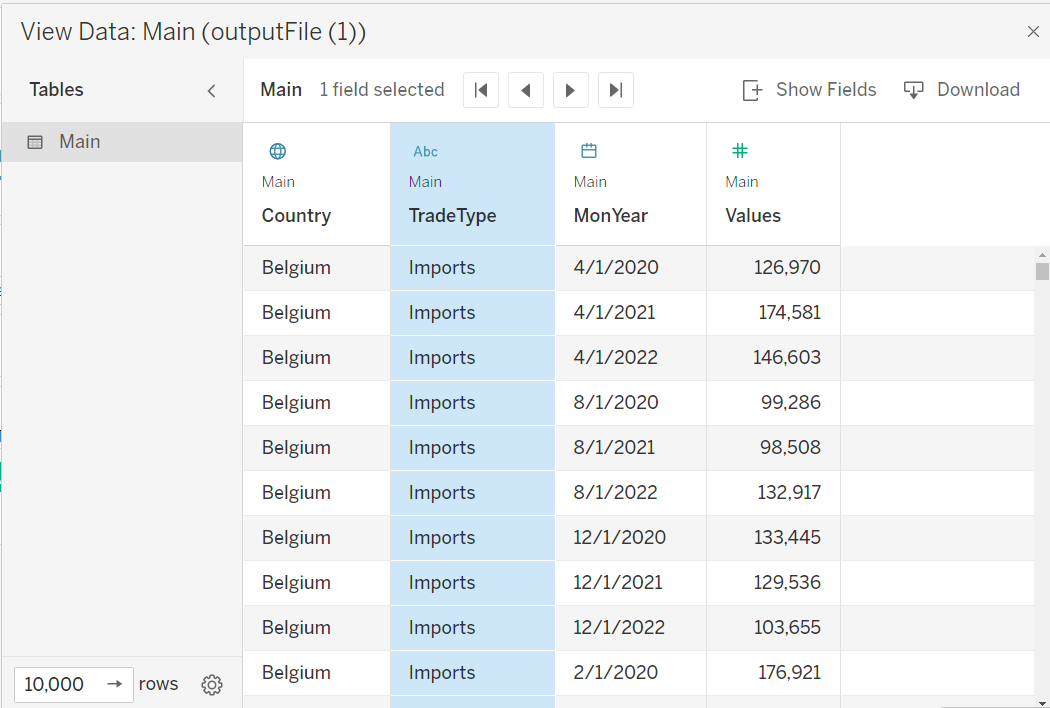 View Data: Main (outputFile (1))
Tables
Main 1 field selected Show Fields Download
Main
Abc
Main Main Main Main
Country TradeType MonYear Values
Belgium Imports 4/1/2020 126,970
Belgium Imports 4/1/2021 174,581
Belgium Imports 4/1/2022 146,603
Belgium Imports 8/1/2020 99,286
Belgium Imports 8/1/2021 98,508
Belgium Imports 8/1/2022 132,917
Belgium Imports 12/1/2020 133,445
Belgium Imports 12/1/2021 129,536
Belgium Imports 12/1/2022 103,655
Belgium Imports 2/1/2020 176,921
10,000 → rows